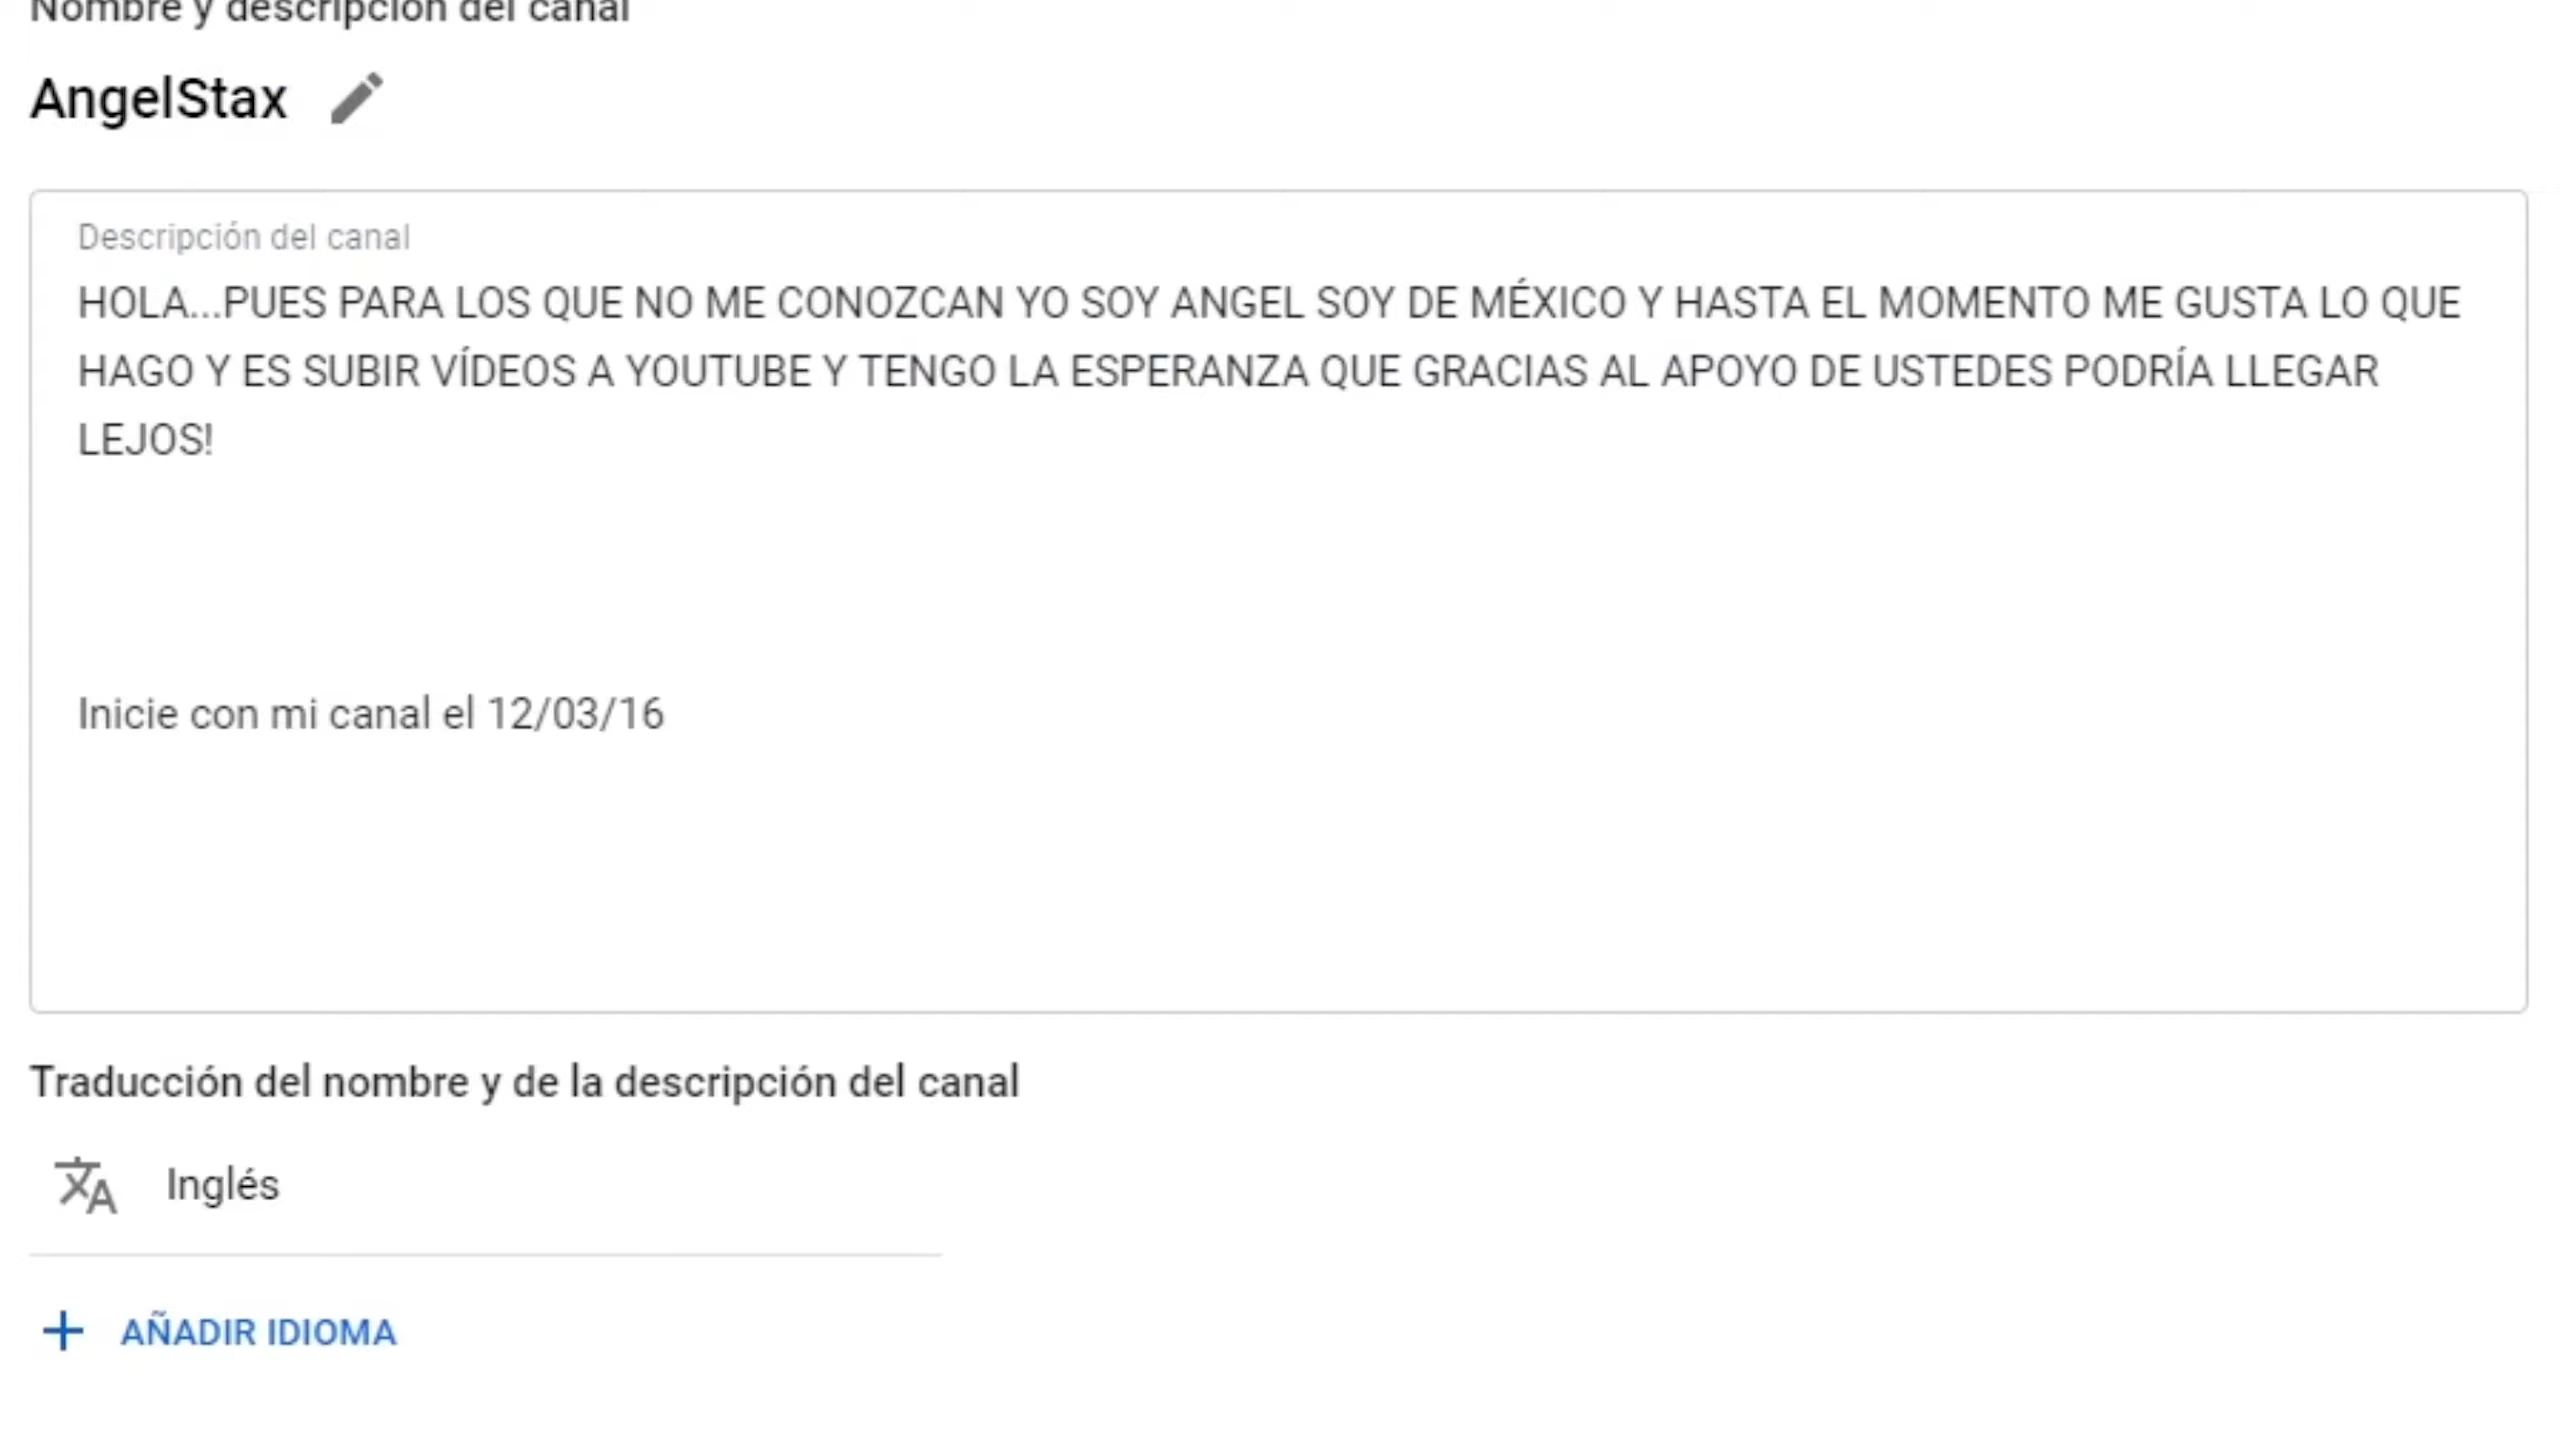 Nombre y descripción del canal
AngelStax
Descripción del canal
HOLA...PUES PARA LOS QUE NO ME CONOZCAN YO SOY ANGEL SOY DE MÉXICO Y HASTA EL MOMENTO ME GUSTA LO QUE
HAGO Y ES SUBIR VÍDEOS A YOUTUBE Y TENGO LA ESPERANZA QUE GRACIAS AL APOYO DE USTEDES PODRÍA LLEGAR
LEJOS!
Inicie con mi canal el 12/03/16
Traducción del nombre y de la descripción del canal
Inglés
AÑADIR IDIOMA